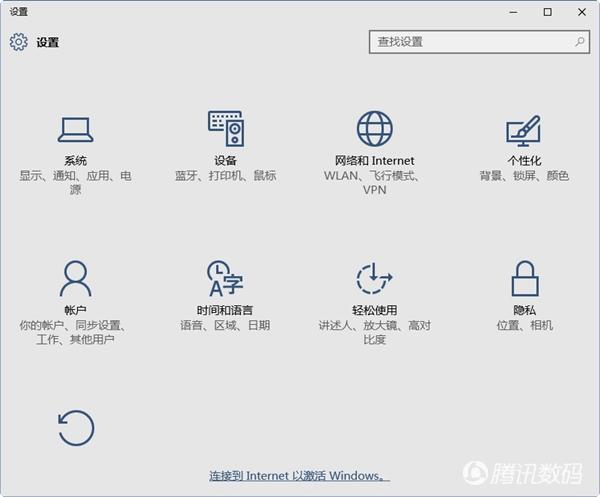 设置
设置
查找设置
系统
显示、通知、应用、电
源
设备
蓝牙、打印机、鼠标
网络和 Internet
WLAN、飞行模式、
VPN
个性化
背景、锁屏、颜色
帐户
你的帐户、同步设置、
工作、其他用户
时间和语言
语音、区域、日期
轻松使用
讲述人、放大镜、高对
比度
隐私
位置、相机
连接到 Internet 以激活 Windows。
腾讯数码